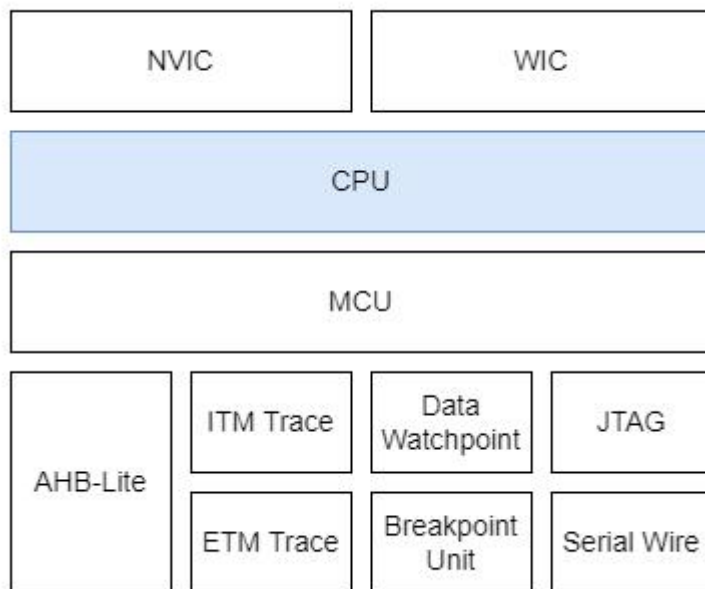 NVIC
WIC
CPU
MCU
AHB-Lite
ITM Trace
Data
Watchpoint
JTAG
ETM Trace
Breakpoint
Unit
Serial Wire